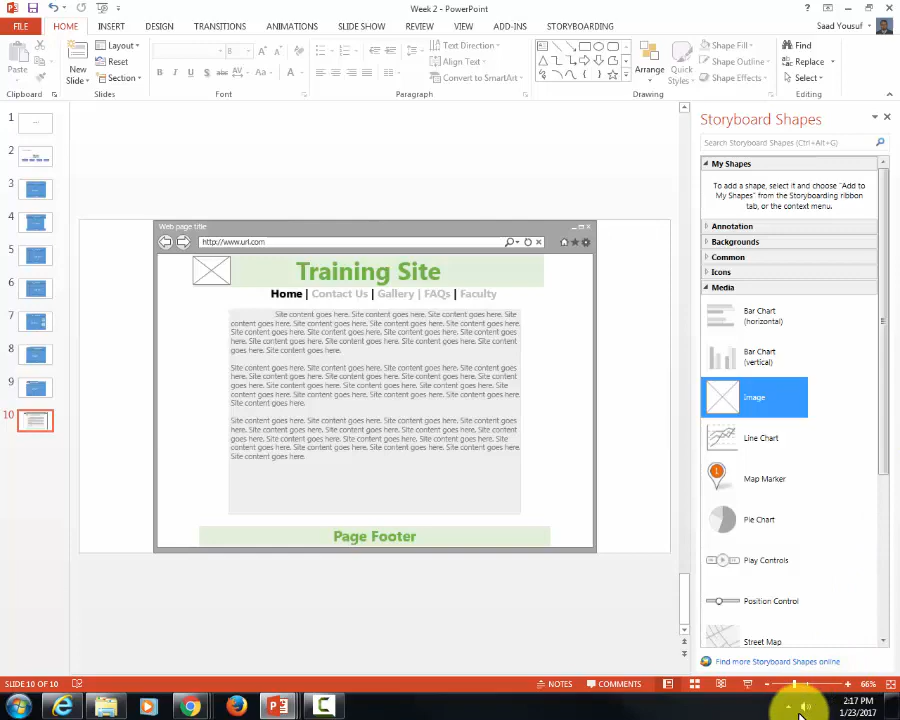 Week 2 - PowerPoint
FILE HOME INSERT DESIGN TRANSITIONS ANIMATIONS SLIDE SHOW REVIEW VIEW ADD-INS STORYBOARDING Saad Yousuf
Paste
Clipboard
New Slide
Layout
Reset
Section
Slides
8
B I U S abc AV Aa A
Font
Text Direction
Align Text
Convert to SmartArt
Paragraph
Arrange
Quick Styles
Shape Fill
Shape Outline
Shape Effects
Drawing
Find
Replace
Select
Editing
1
2
3
4
5
6
7
8
9
10
Web page title
http://www.url.com
Training Site
Home | Contact Us | Gallery | FAQs | Faculty
Site content goes here. Site content goes here. Site content goes here. Site
content goes here. Site content goes here. Site content goes here. Site content goes here.
Site content goes here. Site content goes here. Site content goes here. Site content goes
here. Site content goes here. Site content goes here. Site content goes here. Site content
goes here. Site content goes here.
Site content goes here. Site content goes here. Site content goes here. Site content goes
here. Site content goes here. Site content goes here. Site content goes here. Site content
goes here. Site content goes here. Site content goes here. Site content goes here. Site
content goes here. Site content goes here. Site content goes here. Site content goes here.
Site content goes here.
Site content goes here. Site content goes here. Site content goes here. Site content goes
here. Site content goes here. Site content goes here. Site content goes here. Site content
goes here. Site content goes here. Site content goes here. Site content goes here. Site
content goes here. Site content goes here. Site content goes here. Site content goes here.
Site content goes here.
Page Footer
Storyboard Shapes
Search Storyboard Shapes (Ctrl+Alt+G)
My Shapes
To add a shape, select it and choose "Add to
My Shapes" from the Storyboarding ribbon
tab, or the context menu.
Annotation
Backgrounds
Common
Icons
Media
Bar Chart
(horizontal)
Bar Chart
(vertical)
Image
Line Chart
1
Map Marker
Pie Chart
Play Controls
Position Control
Street Map
Find more Storyboard Shapes online
SLIDE 10 OF 10 NOTES COMMENTS 66%
2:17 PM
1/23/2017